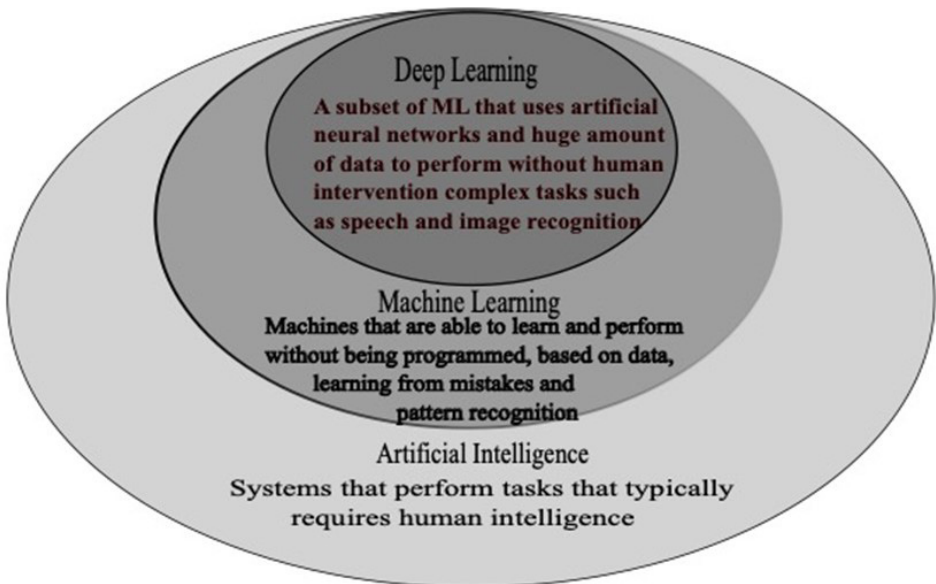 Deep Learning
A subset of ML that uses artificial
neural networks and huge amount
of data to perform without human
intervention complex tasks such
as speech and image recognition
Machine Learning
Machines that are able to learn and perform
without being programmed, based on data,
learning from mistakes and
pattern recognition
Artificial Intelligence
Systems that perform tasks that typically
requires human intelligence